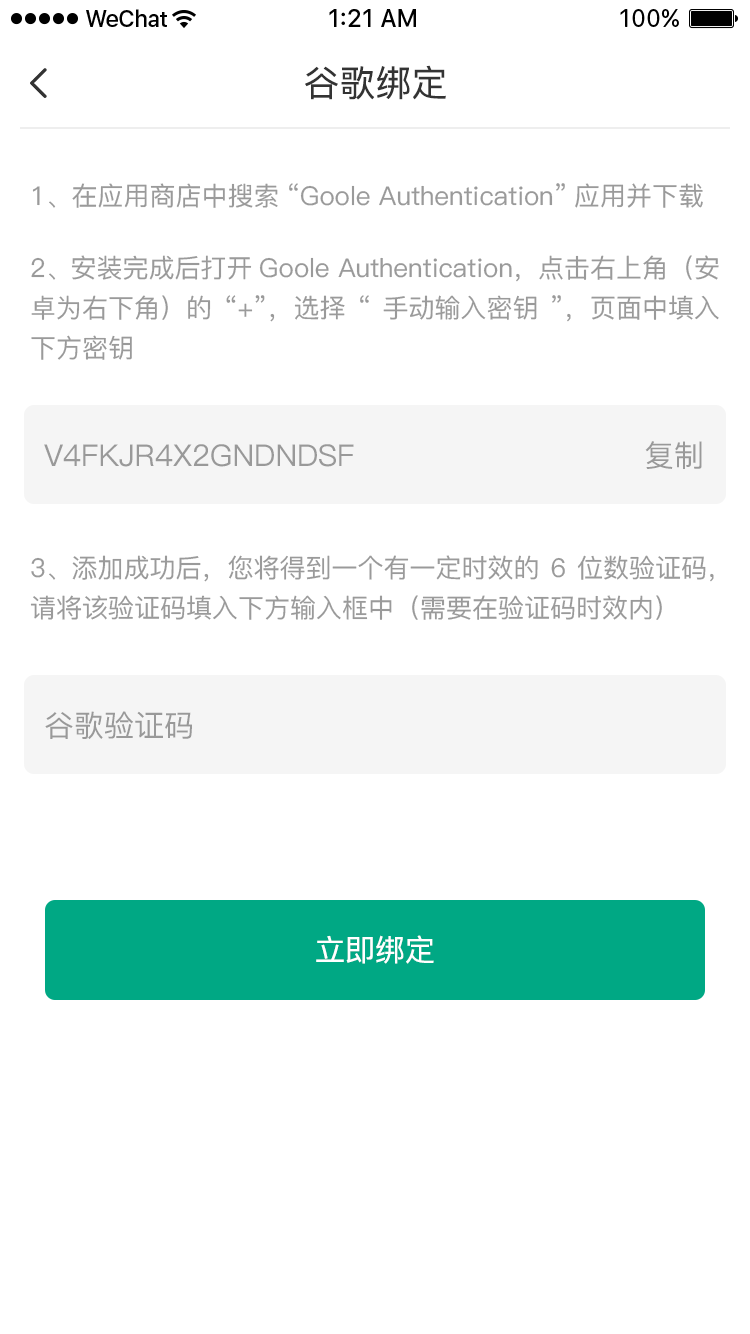 WeChat 1:21 AM 100%
谷歌绑定
1、在应用商店中搜索 “Goole Authentication” 应用并下载
2、安装完成后打开 Goole Authentication，点击右上角（安
卓为右下角）的 “+”，选择 “ 手动输入密钥 ”，页面中填入
下方密钥
V4FKJR4X2GNDNDSF 复制
3、添加成功后，您将得到一个有一定时效的 6 位数验证码，
请将该验证码填入下方输入框中（需要在验证码时效内）
谷歌验证码
立即绑定